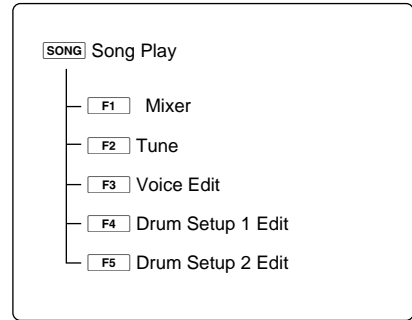 SONG Song Play
F1 Mixer
F2 Tune
F3 Voice Edit
F4 Drum Setup 1 Edit
F5 Drum Setup 2 Edit